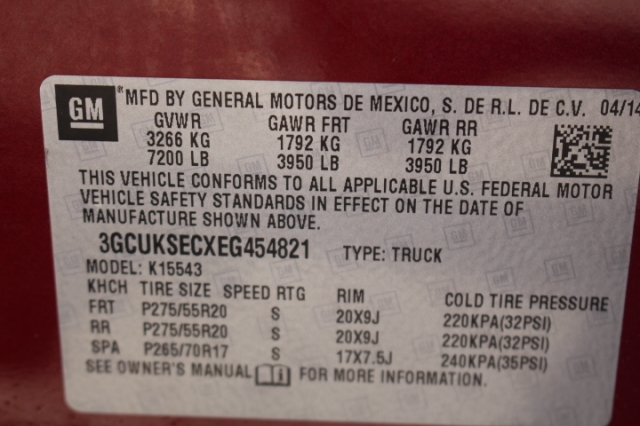 GM ® MFD BY GENERAL MOTORS DE MEXICO, S. DE R.L. DE C.V. 04/14
GVWR GAWR FRT GAWR RR
3266 KG 1792 KG 1792 KG
7200 LB 3950 LB 3950 LB
THIS VEHICLE CONFORMS TO ALL APPLICABLE U.S. FEDERAL MOTOR
VEHICLE SAFETY STANDARDS IN EFFECT ON THE DATE OF
MANUFACTURE SHOWN ABOVE.
3GCUKSECXEG454821 TYPE: TRUCK
MODEL: K15543
KHCH TIRE SIZE SPEED RTG RIM COLD TIRE PRESSURE
FRT P275/55R20 S 20X9J 220KPA(32PSI)
RR P275/55R20 S 20X9J 220KPA(32PSI)
SPA P265/70R17 S 17X7.5J 240KPA(35PSI)
SEE OWNER'S MANUAL FOR MORE INFORMATION.